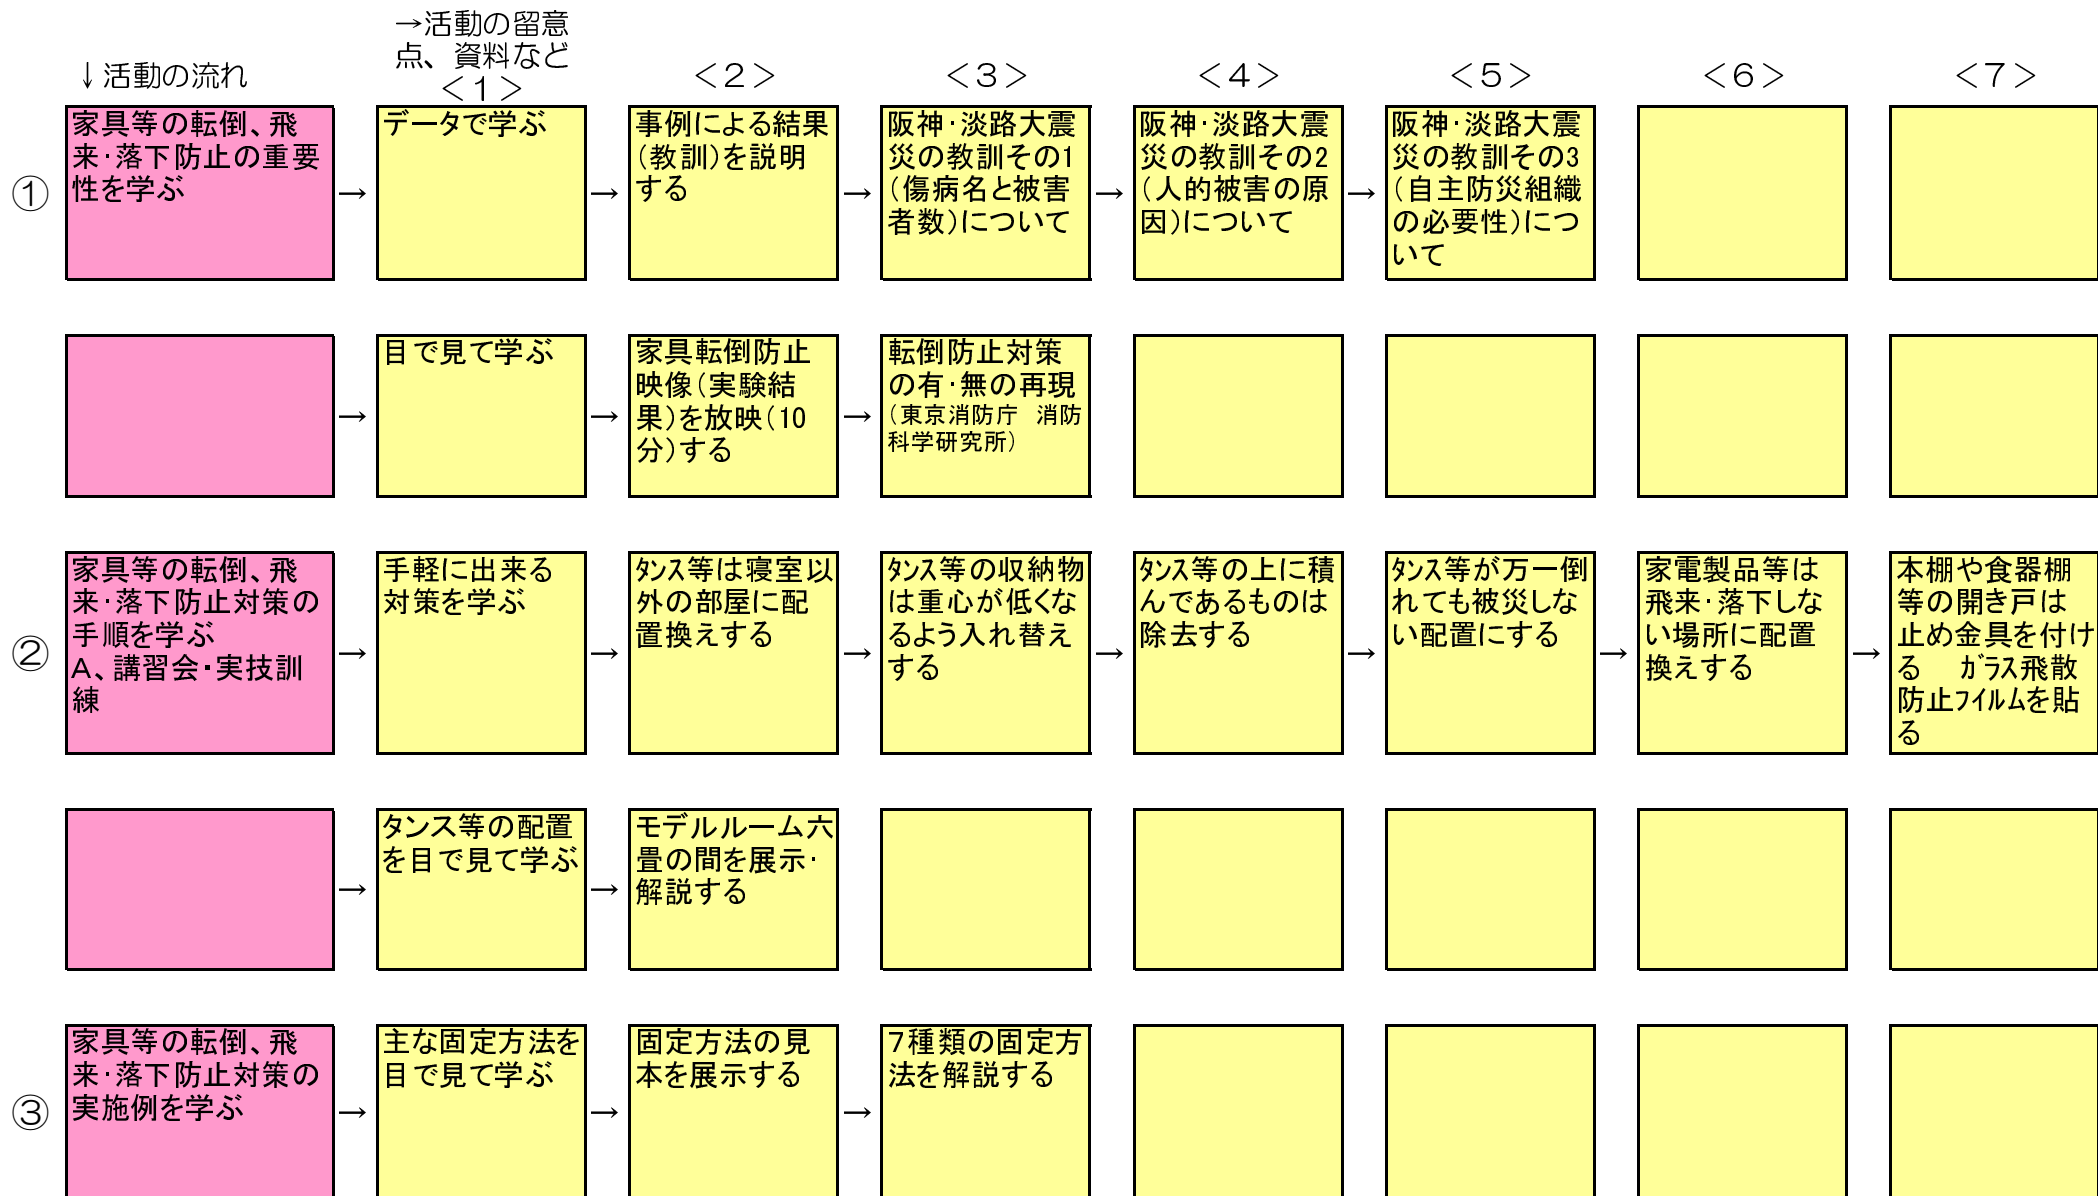 ↓活動の流れ
→活動の留意
点、資料など
＜1＞
＜2＞
＜3＞
＜4＞
＜5＞
＜6＞
＜7＞
①
家具等の転倒、飛
来･落下防止の重要
性を学ぶ
→
データで学ぶ
→
事例による結果
（教訓）を説明
する
→
阪神･淡路大震
災の教訓その1
（傷病名と被害
者数）について
→
阪神･淡路大震
災の教訓その2
（人的被害の原
因）について
→
阪神･淡路大震
災の教訓その3
（自主防災組織
の必要性）につ
いて
→
目で見て学ぶ
→
家具転倒防止
映像（実験結
果）を放映（10
分）する
→
転倒防止対策
の有･無の再現
（東京消防庁　消防
科学研究所）
②
家具等の転倒、飛
来･落下防止対策の
手順を学ぶ
A、講習会・実技訓
練
→
手軽に出来る
対策を学ぶ
→
ﾀﾝｽ等は寝室以
外の部屋に配
置換えする
→
ﾀﾝｽ等の収納物
は重心が低くな
るよう入れ替え
する
→
ﾀﾝｽ等の上に積
んであるものは
除去する
→
ﾀﾝｽ等が万一倒
れても被災しな
い配置にする
→
家電製品等は
飛来･落下しな
い場所に配置
換えする
→
本棚や食器棚
等の開き戸は
止め金具を付け
る　ｶﾞﾗｽ飛散
防止ﾌｲﾙﾑを貼
る
→
タンス等の配置
を目で見て学ぶ
→
モデルルーム六
畳の間を展示･
解説する
③
家具等の転倒、飛
来･落下防止対策の
実施例を学ぶ
→
主な固定方法を
目で見て学ぶ
→
固定方法の見
本を展示する
→
7種類の固定方
法を解説する